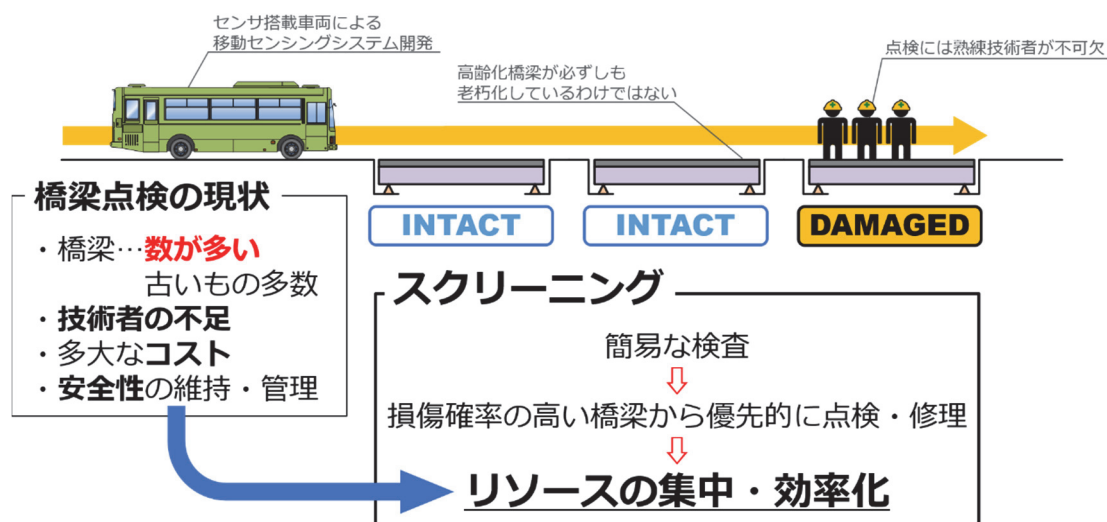 センサ搭載車両による
移動センシングシステム開発
高齢化橋梁が必ずしも
老朽化しているわけではない
点検には熟練技術者が不可欠
INTACT
INTACT
DAMAGED
橋梁点検の現状
・橋梁…数が多い
古いもの多数
・技術者の不足
・多大なコスト
・安全性の維持・管理
スクリーニング
簡易な検査
損傷確率の高い橋梁から優先的に点検・修理
リソースの集中・効率化